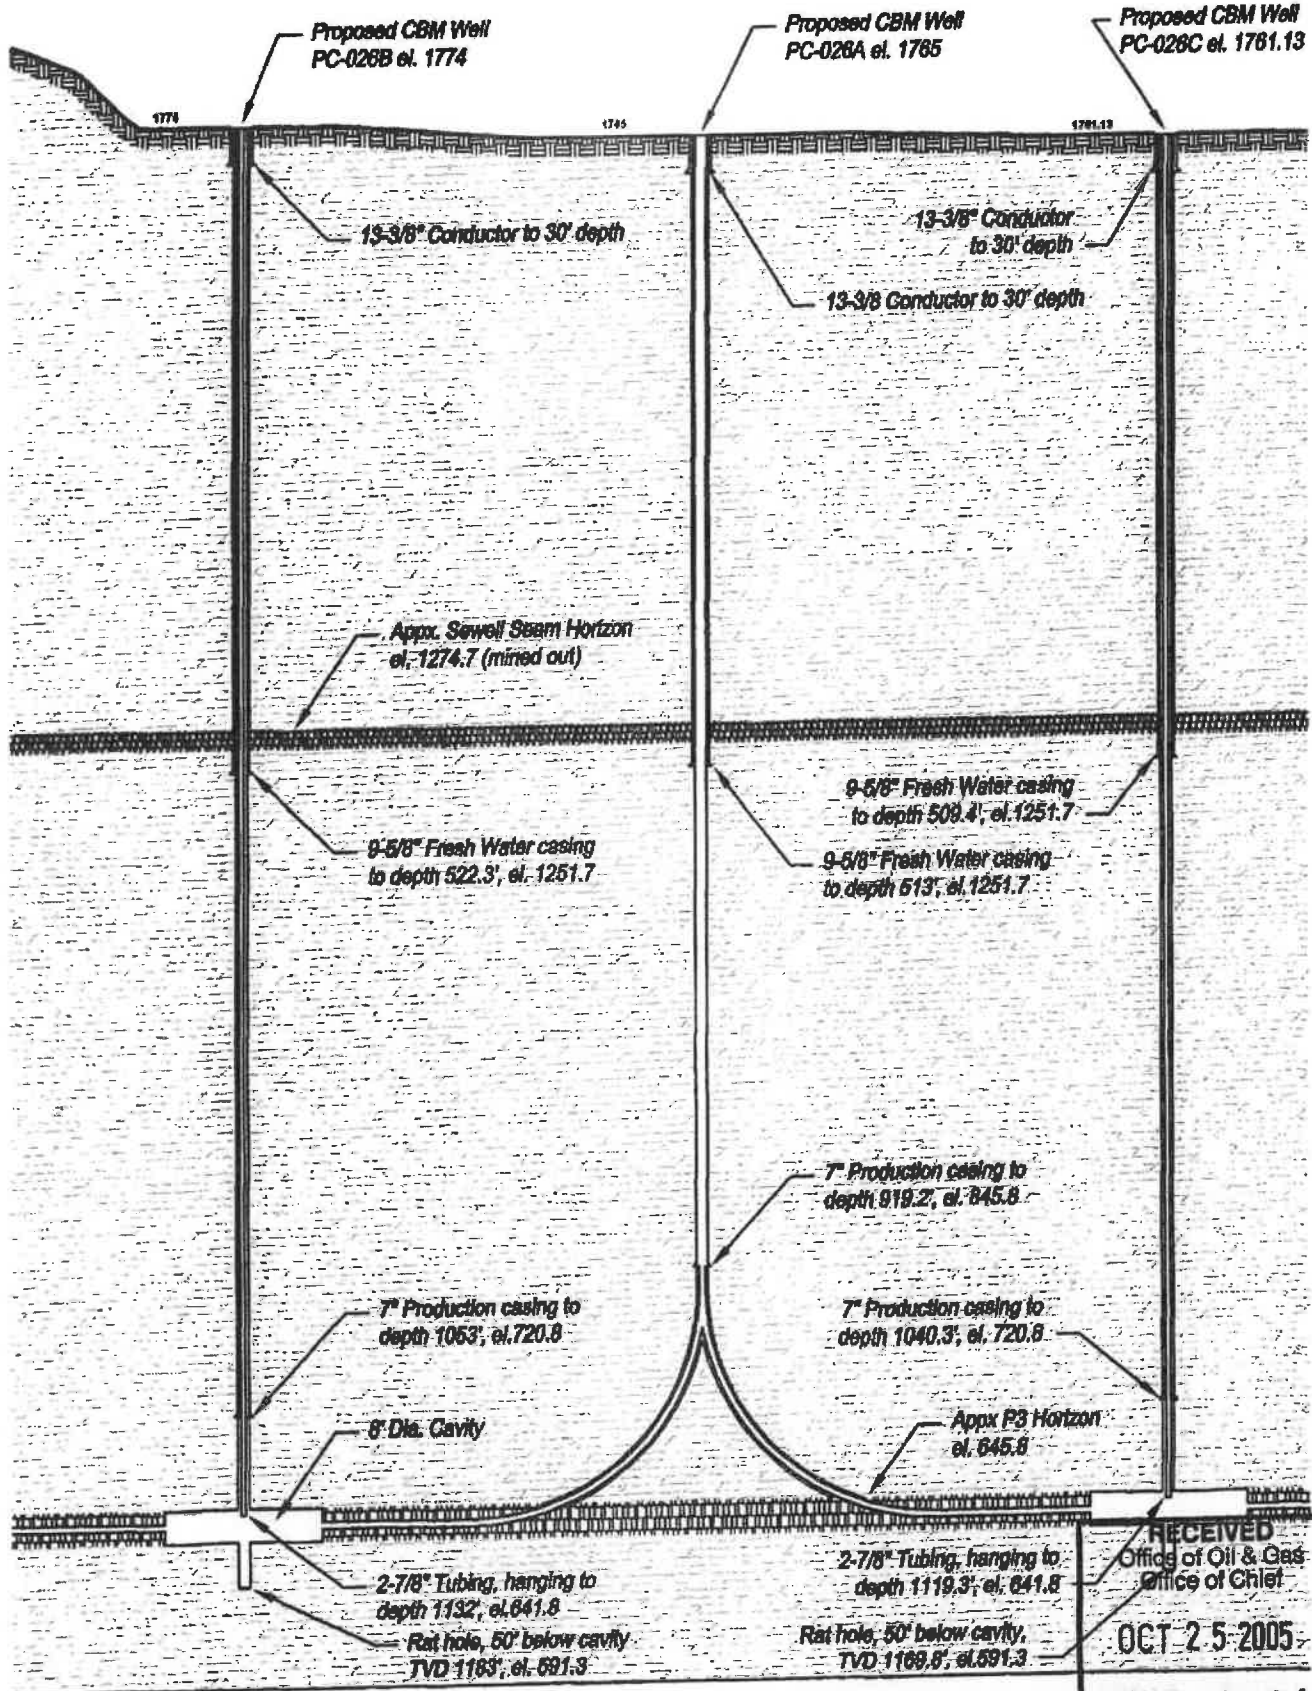 Proposed CBM Well
PC-026B el. 1774
Proposed CBM Well
PC-026A el. 1765
Proposed CBM Well
PC-026C el. 1761.13
1774
1761.13
13-3/8" Conductor to 30' depth
13-3/8" Conductor
to 30' depth
13-3/8 Conductor to 30' depth
Appx. Sewell Seam Horizon
el. 1274.7 (mined out)
9-5/8" Fresh Water casing
to depth 509.4', el.1251.7
9-5/8" Fresh Water casing
to depth 522.3', el. 1251.7
9-5/8" Fresh Water casing
to depth 513', el.1251.7
7" Production casing to
depth 919.2', el. 845.8
7" Production casing to
depth 1053', el.720.8
7" Production casing to
depth 1040.3', el. 720.8
8' Dia. Cavity
Appx P3 Horizon
el. 645.8
2-7/8" Tubing, hanging to
depth 1132', el.641.8
2-7/8" Tubing, hanging to
depth 1119.3', el. 641.8
Rat hole, 50' below cavity
TVD 1183', el.591.3
Rat hole, 50' below cavity,
TVD 1169.8', el.591.3
RECEIVED
Office of Oil & Gas
Office of Chief
OCT 25 2005